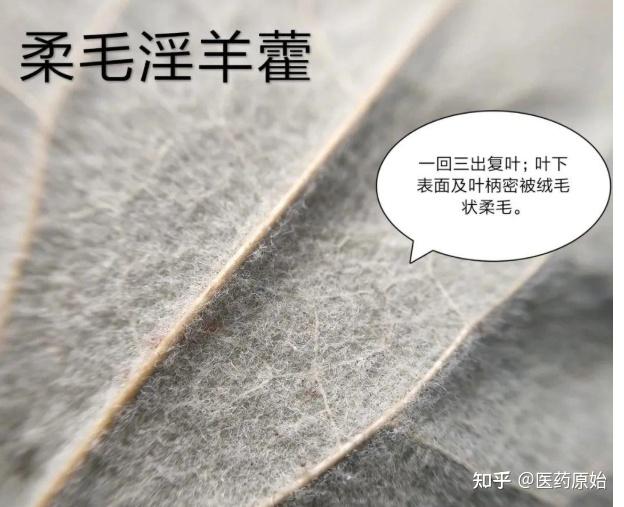 柔毛淫羊藿
一回三出复叶；叶下
表面及叶柄密被绒毛
状柔毛。
知乎 @医药原始